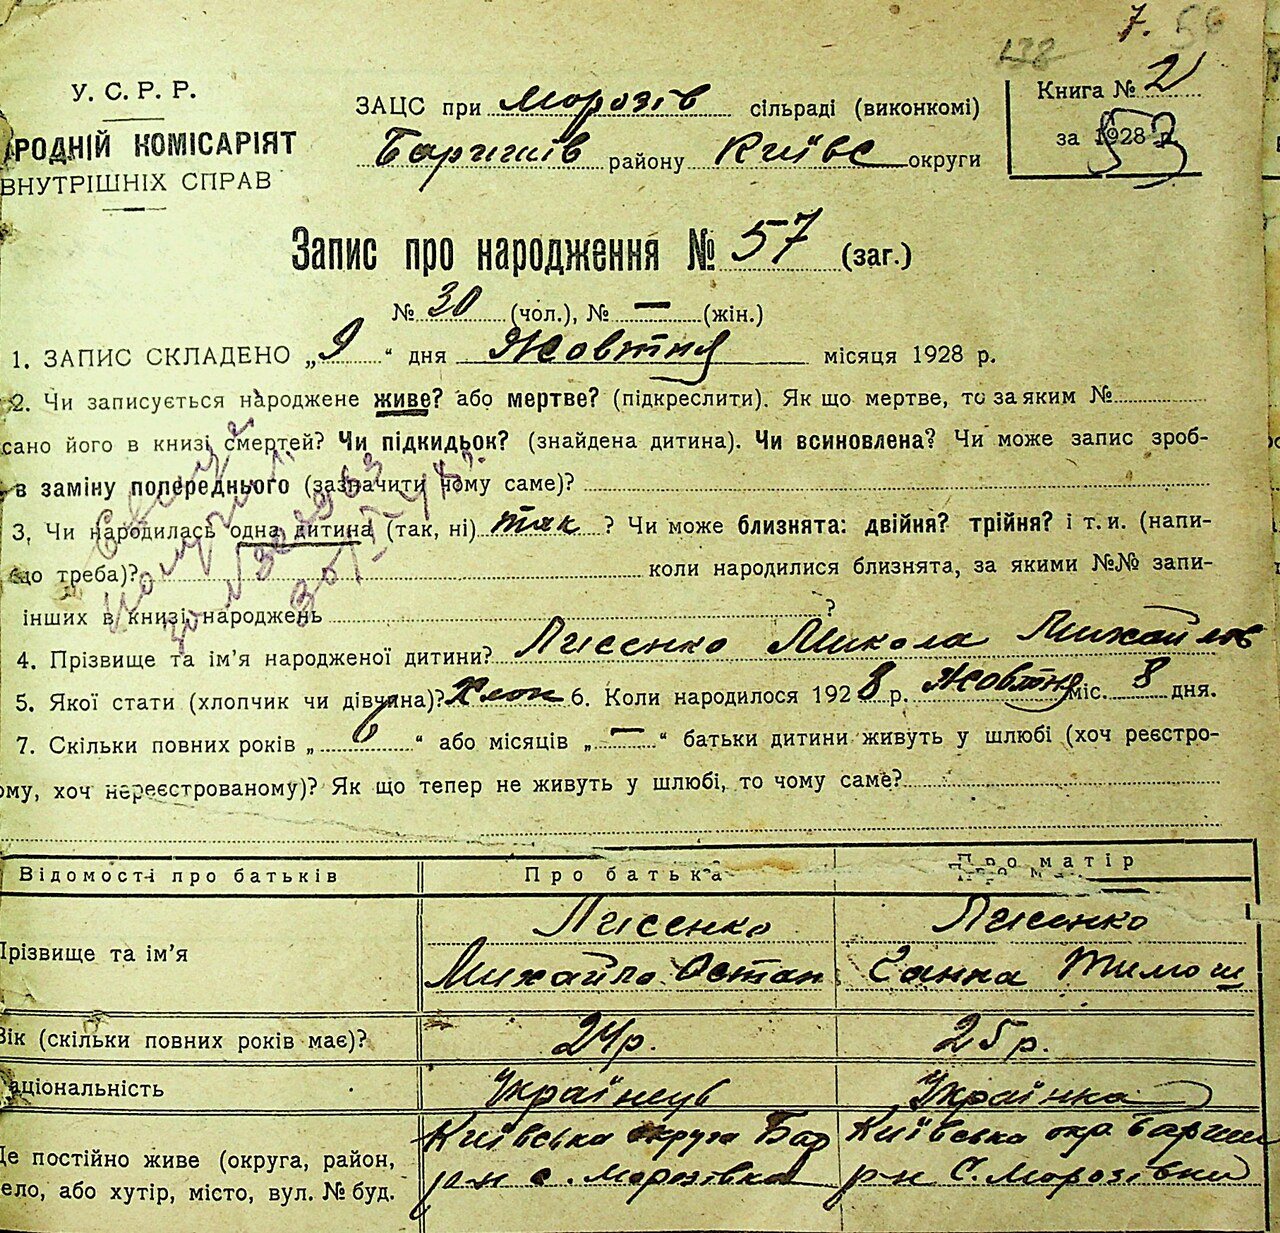 7. 56
138
У. С. Р. Р.
РОДНІЙ КОМІСАРІЯТ
ВНУТРІШНІХ СПРАВ
ЗАЦС при Морозів сільраді (виконкомі)
Баришів району Київс округи
Книга № 2
за 1928 р.
53
Запис про народження № 57 (заг.)
№ 30 (чол.), № — (жін.)
1. ЗАПИС СКЛАДЕНО „9" дня Жовтня місяця 1928 р.
2. Чи записується народжене живе? або мертве? (підкреслити). Як що мертве, то за яким №
сано його в книзі смертей? Чи підкидьок? (знайдена дитина). Чи всиновлена? Чи може запис зроб-
в заміну попереднього (зазначити чому саме)?
3. Чи народилась одна дитина (так, ні) так ? Чи може близнята: двійня? трійня? і т. и. (напи-
що треба)? коли народилися близнята, за якими №№ запи-
інших в книзі народжень ?
4. Прізвище та ім'я народженої дитини? Лисенко Микола Михайлов
5. Якої статі (хлопчик чи дівчина)? хлоп 6. Коли народилося 1928 р. Жовтня міс. 8 дня.
7. Скільки повних років „6" або місяців „—" батьки дитини живуть у шлюбі (хоч реєстро-
ому, хоч нереєстрованому)? Як що тепер не живуть у шлюбі, то чому саме?
Відомості про батьків Про батька Про матір
Прізвище та ім'я Лисенко Лисенко
Михайло Остап Ганна Тимош
Вік (скільки повних років має)? 24 р. 25 р.
аціональність Українець Українка
Де постійно живе (округа, район, Київська округа Бар Київська окр Бариш
ело, або хутір, місто, вул. № буд. р-н с. Морозівка рн С. Морозівки